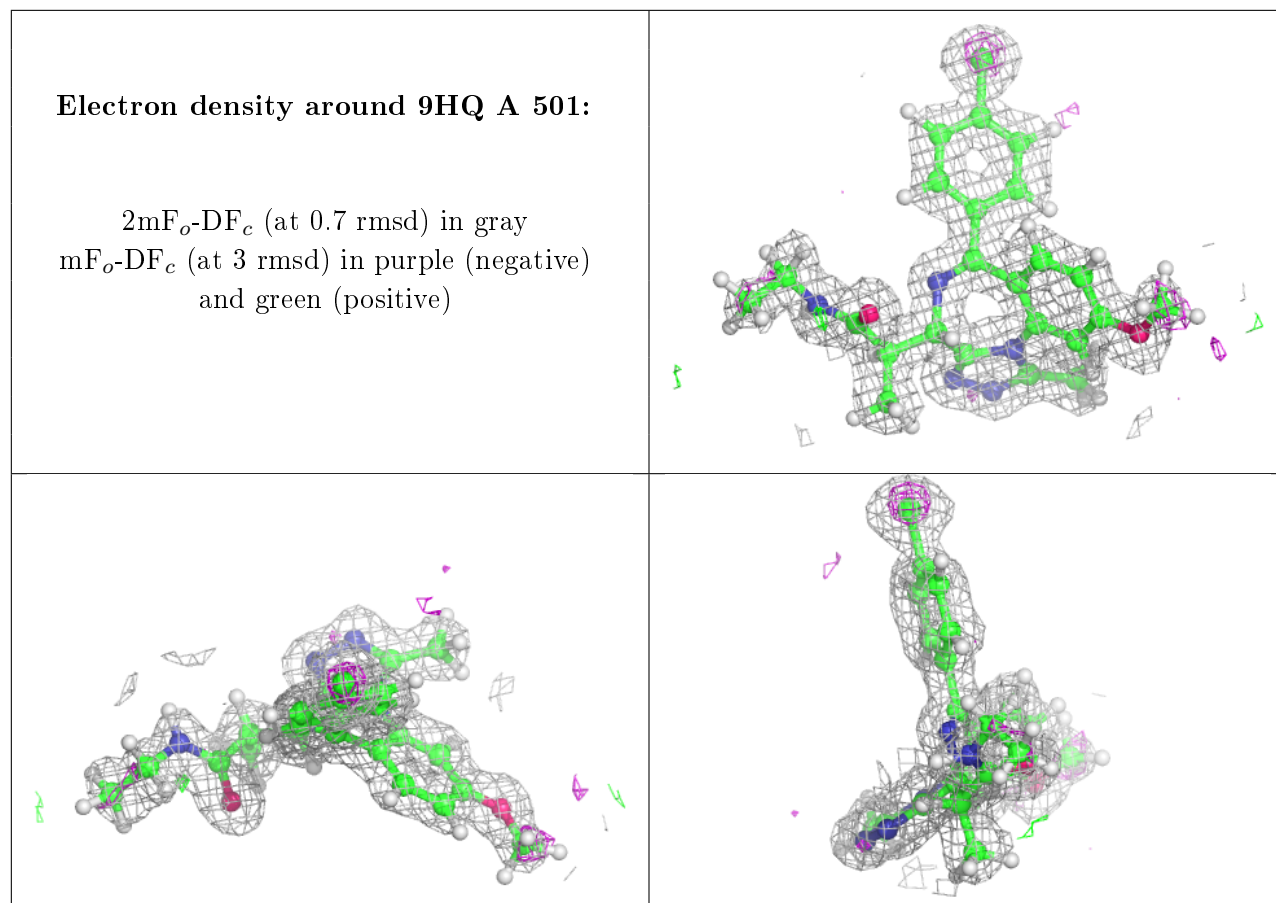 Electron density around 9HQ A 501:
2mFo-DFc (at 0.7 rmsd) in gray
mFo-DFc (at 3 rmsd) in purple (negative)
and green (positive)